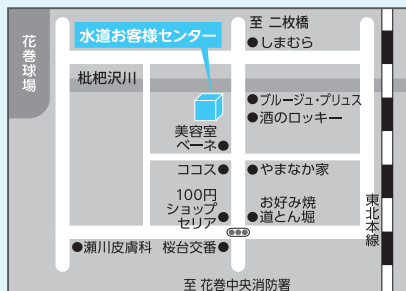 至 二枚橋
水道お客様センター
しまむら
花巻球場
枇杷沢川
ブルージュ・プリュス
酒のロッキー
美容室
ベーネ
ココス
やまなか家
100円
ショップ
セリア
お好み焼
道とん堀
東北本線
瀬川皮膚科
桜台交番
至 花巻中央消防署